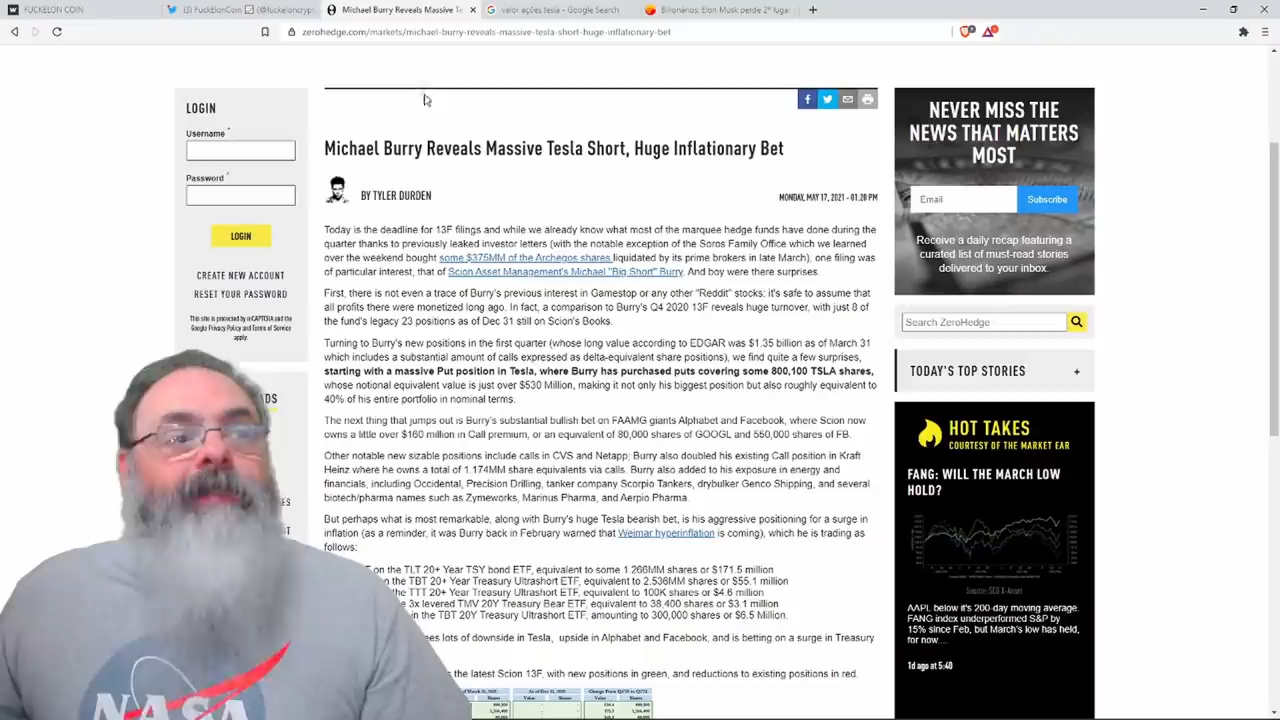 FUCKELON COIN
(3) FuckElonCoin
(@fuckeloncryp
Michael Burry Reveals Massive Te
valor ações tesla - Google Search
Bilionários: Elon Musk perde 2º lugar
zerohedge.com/markets/michael-burry-reveals-massive-tesla-short-huge-inflationary-bet
LOGIN
Username *
Password *
LOGIN
CREATE NEW ACCOUNT
RESET YOUR PASSWORD
This site is protected by reCAPTCHA and the
Google Privacy Policy and Terms of Service
apply.
Michael Burry Reveals Massive Tesla Short, Huge Inflationary Bet
BY TYLER DURDEN
MONDAY, MAY 17, 2021 - 01:20 PM
Today is the deadline for 13F filings and while we already know what most of the marquee hedge funds have done during the
quarter thanks to previously leaked investor letters (with the notable exception of the Soros Family Office which we learned
over the weekend bought some $375MM of the Archegos shares liquidated by its prime brokers in late March), one filing was
of particular interest, that of Scion Asset Management's Michael "Big Short" Burry. And boy were there surprises.
First, there is not even a trace of Burry's previous interest in Gamestop or any other "Reddit" stocks: it's safe to assume that
all profits there were monetized long ago. In fact, a comparison to Burry's Q4 2020 13F reveals huge turnover, with just 8 of
the fund's legacy 23 positions as of Dec 31 still on Scion's Books.
Turning to Burry's new positions in the first quarter (whose long value according to EDGAR was $1.35 billion as of March 31
which includes a substantial amount of calls expressed as delta-equivalent share positions), we find quite a few surprises,
starting with a massive Put position in Tesla, where Burry has purchased puts covering some 800,100 TSLA shares,
whose notional equivalent value is just over $530 Million, making it not only his biggest position but also roughly equivalent to
40% of his entire portfolio in nominal terms.
The next thing that jumps out is Burry's substantial bullish bet on FAAMG giants Alphabet and Facebook, where Scion now
owns a little over $160 million in Call premium, or an equivalent of 80,000 shares of GOOGL and 550,000 shares of FB.
Other notable new sizable positions include calls in CVS and Netapp; Burry also doubled his existing Call position in Kraft
Heinz where he owns a total of 1.174MM share equivalents via calls. Burry also added to his exposure in energy and
financials, including Occidental, Precision Drilling, tanker company Scorpio Tankers, drybulker Genco Shipping, and several
biotech/pharma names such as Zymeworks, Marinus Pharma, and Aerpio Pharma.
But perhaps what is most remarkable, along with Burry's huge Tesla bearish bet, is his aggressive positioning for a surge in
inflation (as a reminder, it was Burry back in February warned that Weimar hyperinflation is coming), which he is trading as
follows:
on the TLT 20+ Year TSY bond ETF, equivalent to some 1.266MM shares or $171.5 million
on the TBT 20+ Year Treasury Ultrashort ETF, equivalent to 2.536MM shares or $55.1 million
the TTT 20+ Year Treasury Ultrashort ETF, equivalent to 100K shares or $4.6 million
3x levered TMV 20Y Treasury Bear ETF, equivalent to 38,400 shares or $3.1 million
in the TBT 20Y Treasury Ultrashort ETF, amounting to 300,000 shares or $6.5 Million.
ees lots of downside in Tesla, upside in Alphabet and Facebook, and is betting on a surge in Treasury
the latest Scion 13F, with new positions in green, and reductions to existing positions in red.
NEVER MISS THE
NEWS THAT MATTERS
MOST
Email
Subscribe
Receive a daily recap featuring a
curated list of must-read stories
delivered to your inbox.
Search ZeroHedge
TODAY'S TOP STORIES +
HOT TAKES
COURTESY OF THE MARKET EAR
FANG: WILL THE MARCH LOW
HOLD?
AAPL below it's 200-day moving average.
FANG index underperformed S&P by
15% since Feb, but March's low has held,
for now....
1d ago at 5:40